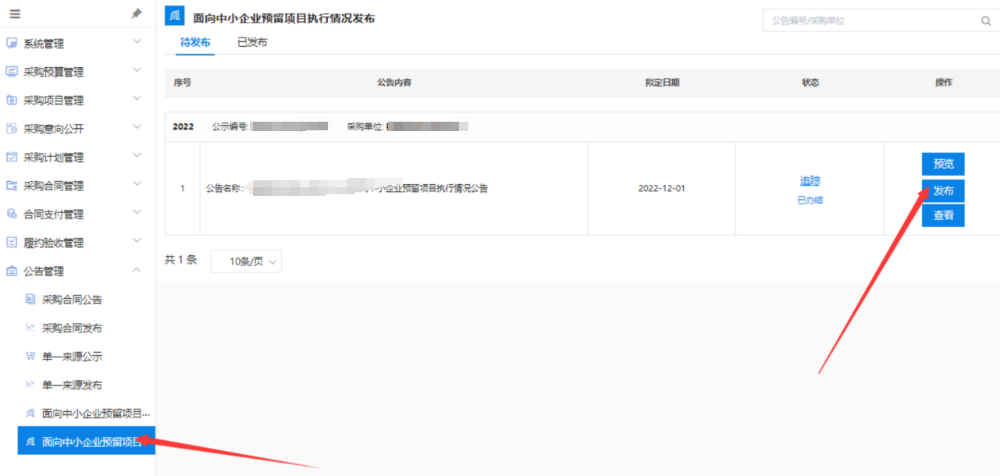 面向中小企业预留项目执行情况发布
公告编号/采购单位
待发布 已发布
系统管理
采购预算管理
采购项目管理
采购意向公开
采购计划管理
采购合同管理
合同支付管理
履约验收管理
公告管理
采购合同公告
采购合同发布
单一来源公示
单一来源发布
面向中小企业预留项目...
面向中小企业预留项目
序号 公告内容 拟定日期 状态 操作
2022 公示编号: 采购单位:
1 公告名称: 中小企业预留项目执行情况公告 2022-12-01
追踪
已办结
预览
发布
查看
共 1 条 10条/页